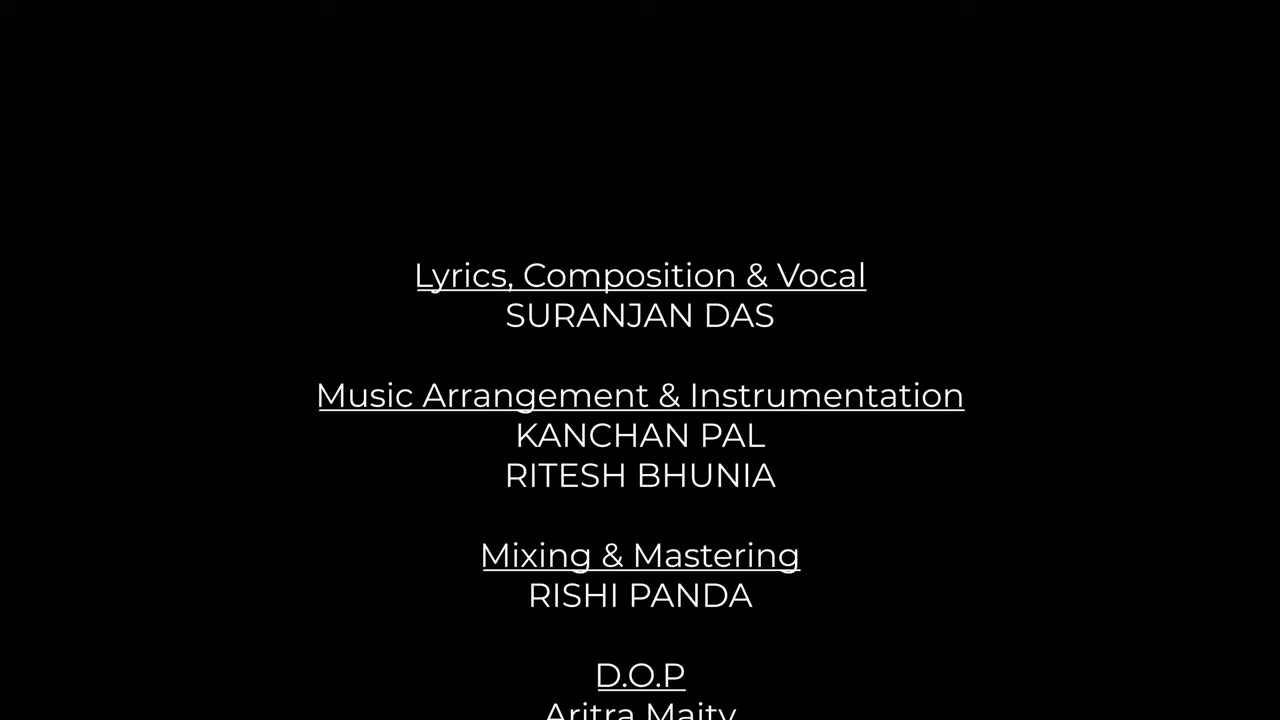 Lyrics, Composition & Vocal
SURANJAN DAS
Music Arrangement & Instrumentation
KANCHAN PAL
RITESH BHUNIA
Mixing & Mastering
RISHI PANDA
D.O.P
Aritra Maity